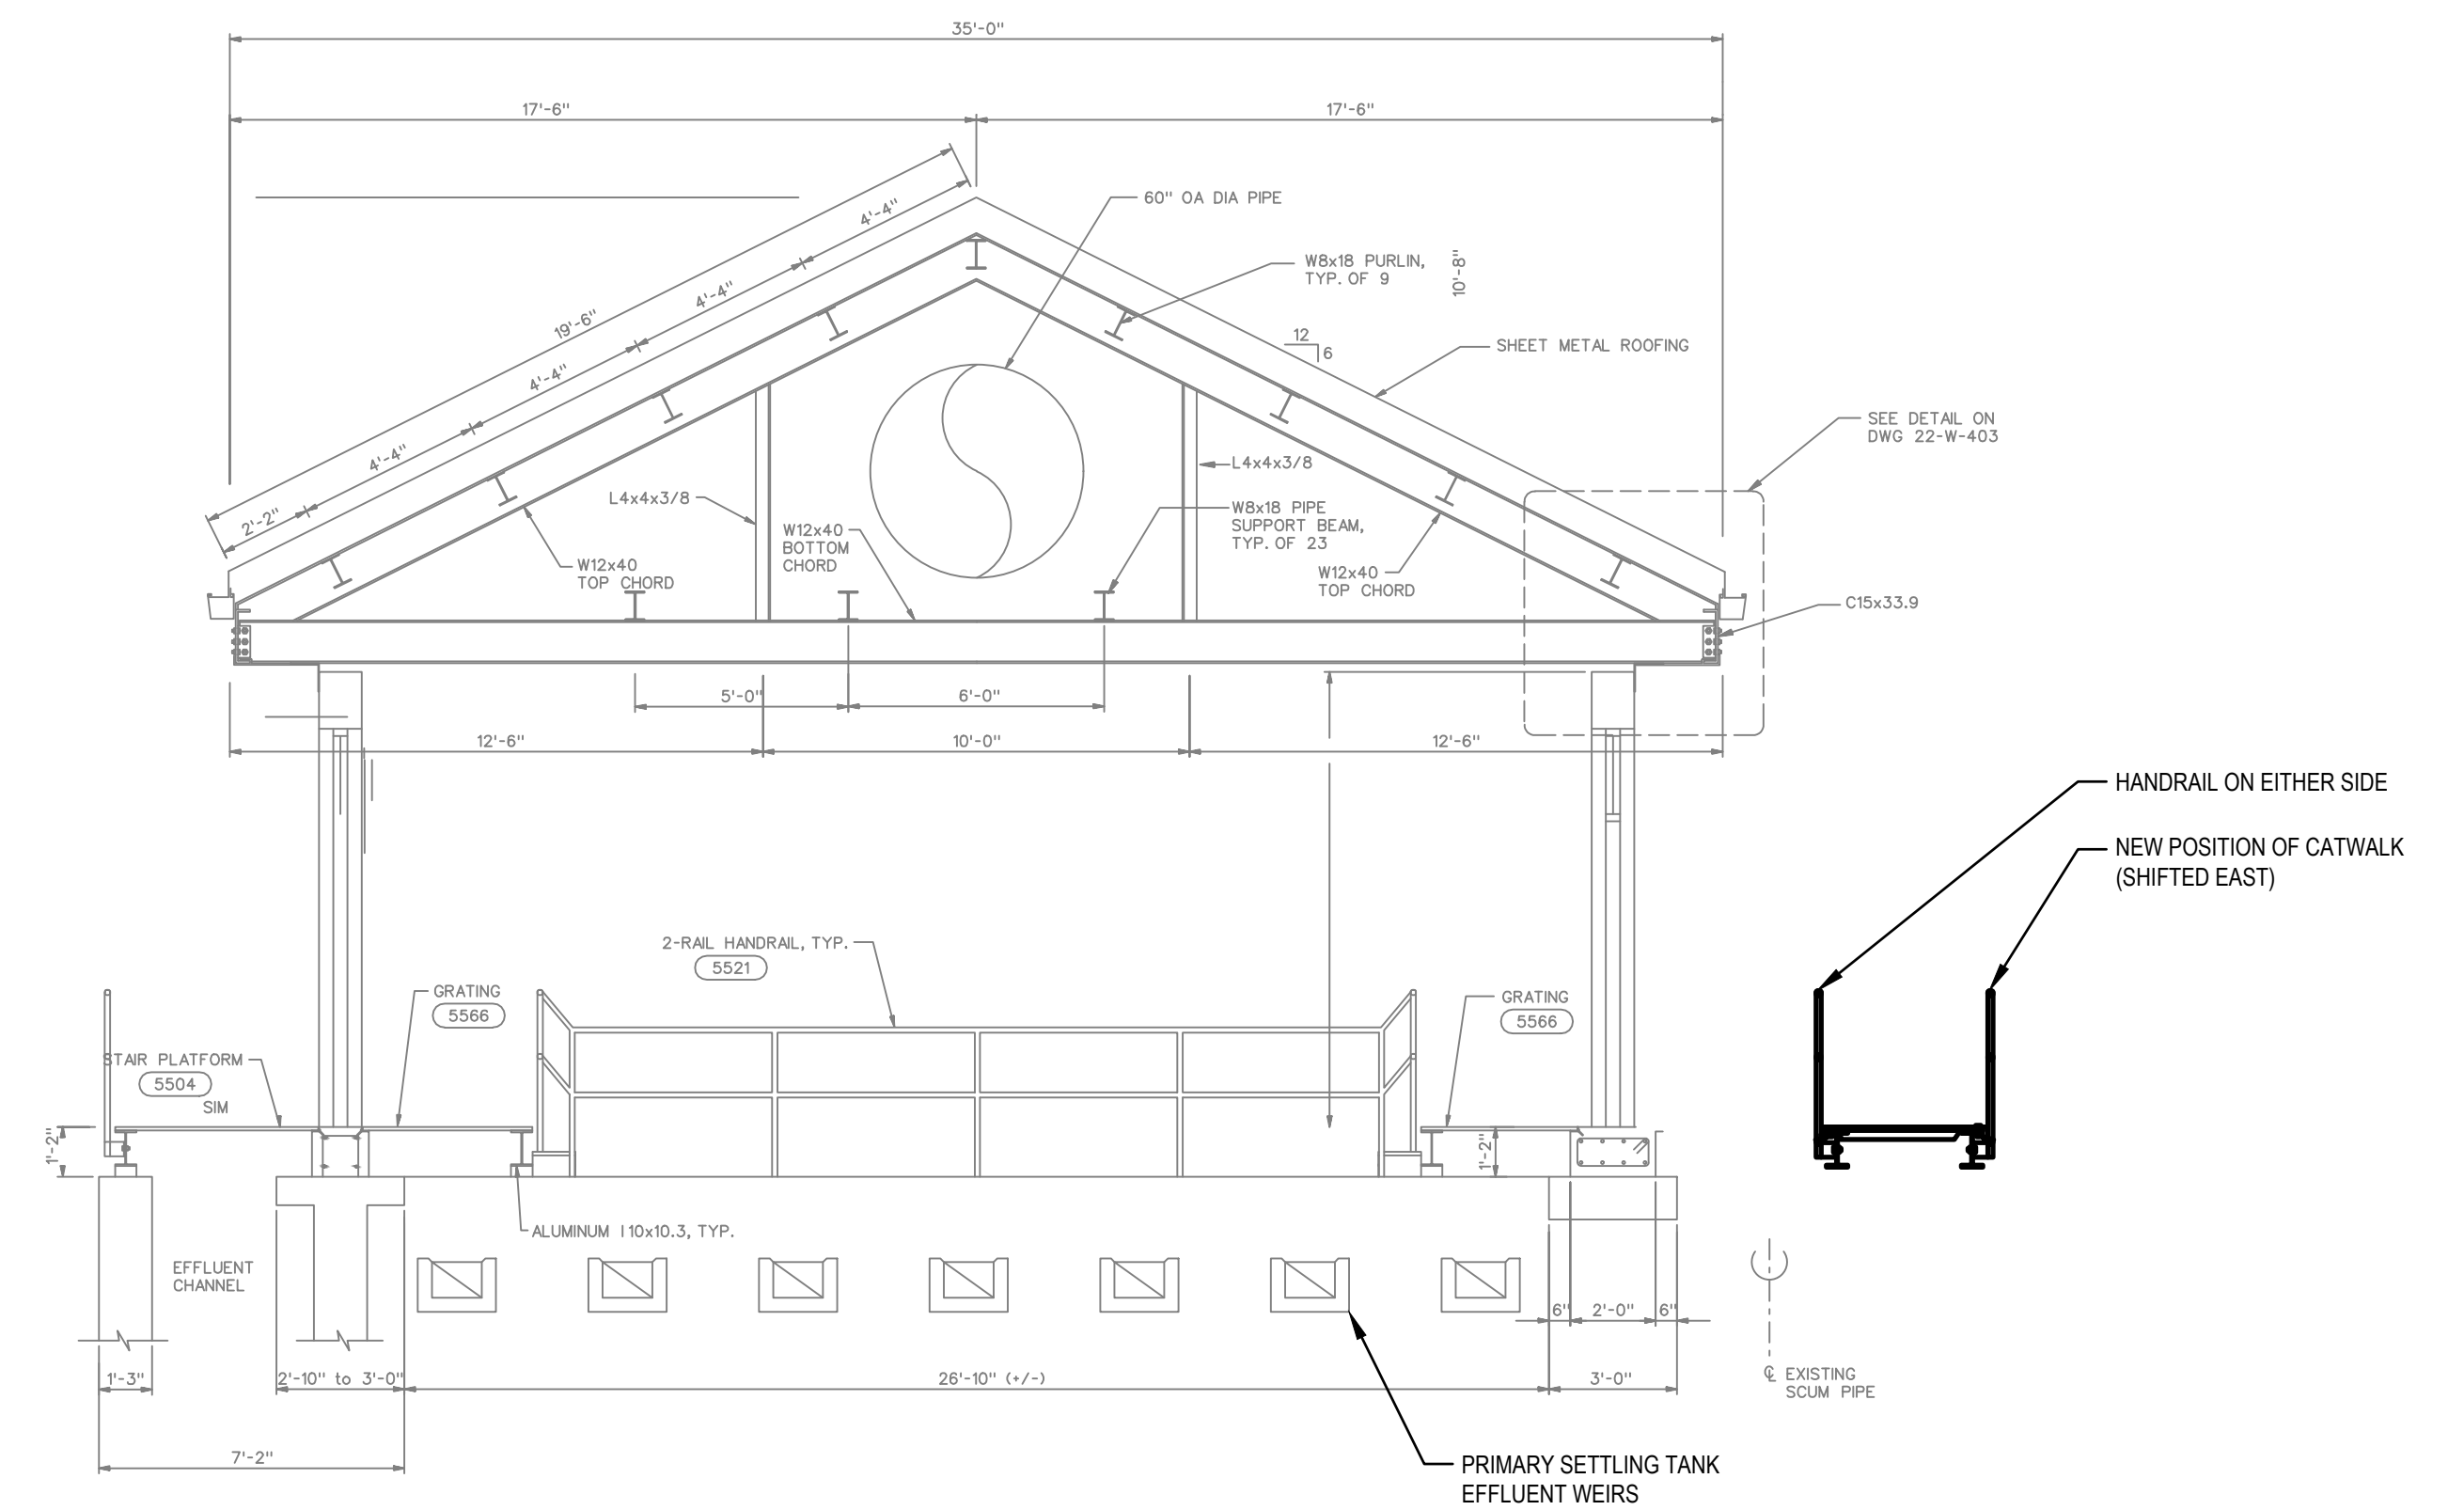 35'-0"
17'-6"
17'-6"
60" OA DIA PIPE
4'-4"
4'-4"
4'-4"
4'-4"
2'-2"
19'-6"
W8x18 PURLIN,
TYP. OF 9
10'-8"
12
6
SHEET METAL ROOFING
SEE DETAIL ON
DWG 22-W-403
L4x4x3/8
L4x4x3/8
W12x40
BOTTOM
CHORD
W8x18 PIPE
SUPPORT BEAM,
TYP. OF 23
W12x40
TOP CHORD
W12x40
TOP CHORD
C15x33.9
5'-0"
6'-0"
12'-6"
10'-0"
12'-6"
HANDRAIL ON EITHER SIDE
NEW POSITION OF CATWALK
(SHIFTED EAST)
2-RAIL HANDRAIL, TYP.
5521
GRATING
5566
GRATING
5566
STAIR PLATFORM
5504
SIM
1'-2"
1'-2"
ALUMINUM I 10x10.3, TYP.
EFFLUENT
CHANNEL
6"
2'-0"
6"
1'-3"
2'-10" to 3'-0"
26'-10" (+/-)
3'-0"
℄ EXISTING
SCUM PIPE
7'-2"
PRIMARY SETTLING TANK
EFFLUENT WEIRS